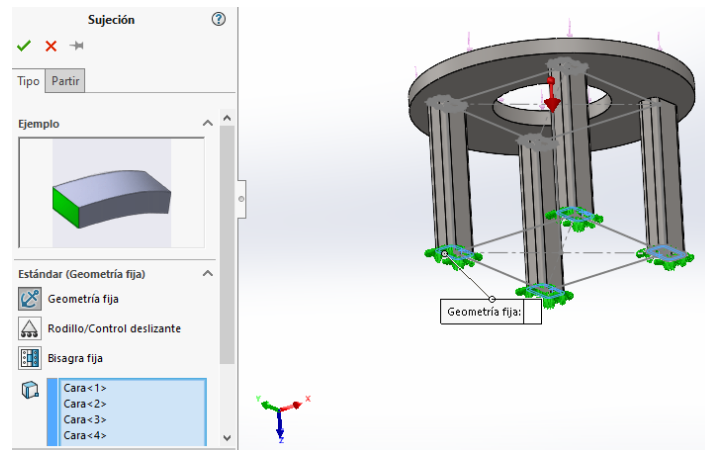 Sujeción
Tipo
Partir
Ejemplo
Estándar (Geometría fija)
Geometría fija
Rodillo/Control deslizante
Bisagra fija
Cara<1>
Cara<2>
Cara<3>
Cara<4>
Geometría fija:
Y
X
Z